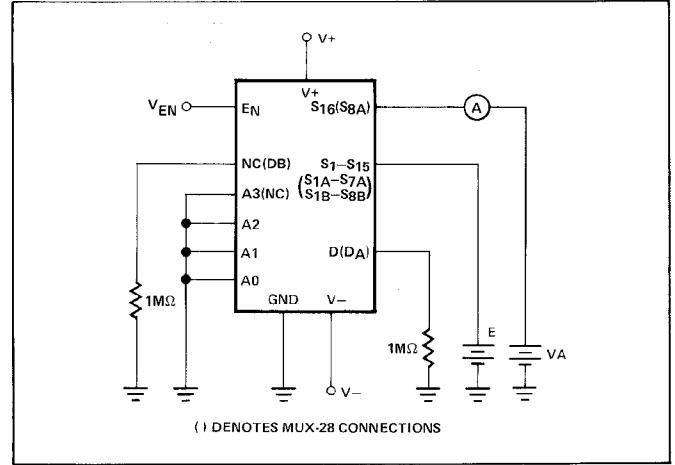 V+
V+
VEN
EN
S16(S8A)
A
NC(DB)
S1–S15
(S1A–S7A
S1B–S8B)
A3(NC)
A2
A1
D(DA)
A0
GND
V–
1MΩ
1MΩ
E
VA
V–
( ) DENOTES MUX-28 CONNECTIONS